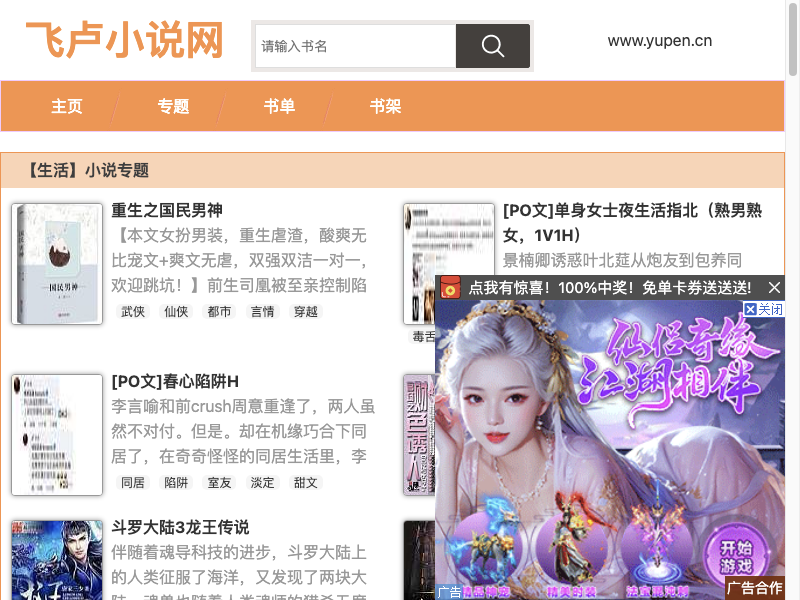 飞卢小说网
请输入书名
www.yupen.cn
主页
专题
书单
书架
【生活】小说专题
重生之国民男神
【本文女扮男装，重生虐渣，酸爽无
比宠文+爽文无虐，双强双洁一对一，
欢迎跳坑！】前生司凰被至亲控制陷
武侠 仙侠 都市 言情 穿越
国民男神
[PO文]单身女士夜生活指北（熟男熟
女，1V1H）
景楠卿诱惑叶北莚从炮友到包养同
毒舌
[PO文]春心陷阱H
李言喻和前crush周意重逢了，两人虽
然不对付。但是。却在机缘巧合下同
居了，在奇奇怪怪的同居生活里，李
同居 陷阱 室友 淡定 甜文
斗罗大陆3龙王传说
伴随着魂导科技的进步，斗罗大陆上
的人类征服了海洋，又发现了两块大
点我有惊喜！100%中奖！免单卡券送送送!
关闭
仙侣奇缘
江湖相伴
开始
游戏
广告
精品神宠
精美时装
广告合作